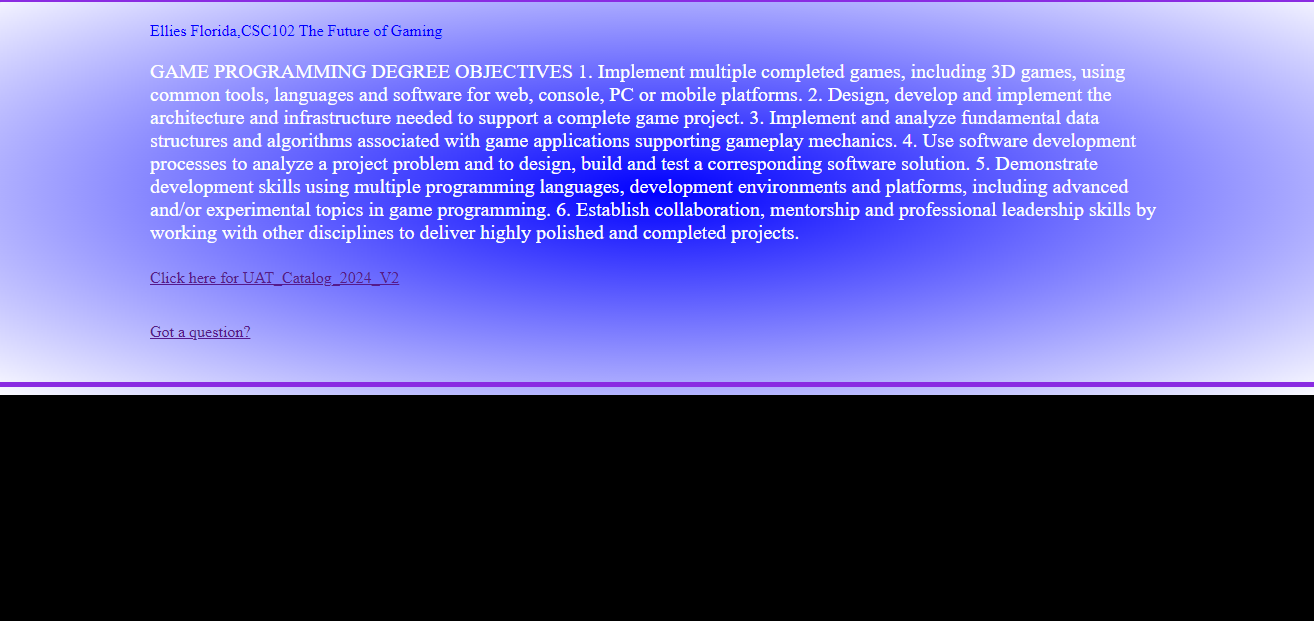 Ellies Florida,CSC102 The Future of Gaming
GAME PROGRAMMING DEGREE OBJECTIVES 1. Implement multiple completed games, including 3D games, using
common tools, languages and software for web, console, PC or mobile platforms. 2. Design, develop and implement the
architecture and infrastructure needed to support a complete game project. 3. Implement and analyze fundamental data
structures and algorithms associated with game applications supporting gameplay mechanics. 4. Use software development
processes to analyze a project problem and to design, build and test a corresponding software solution. 5. Demonstrate
development skills using multiple programming languages, development environments and platforms, including advanced
and/or experimental topics in game programming. 6. Establish collaboration, mentorship and professional leadership skills by
working with other disciplines to deliver highly polished and completed projects.
Click here for UAT_Catalog_2024_V2
Got a question?